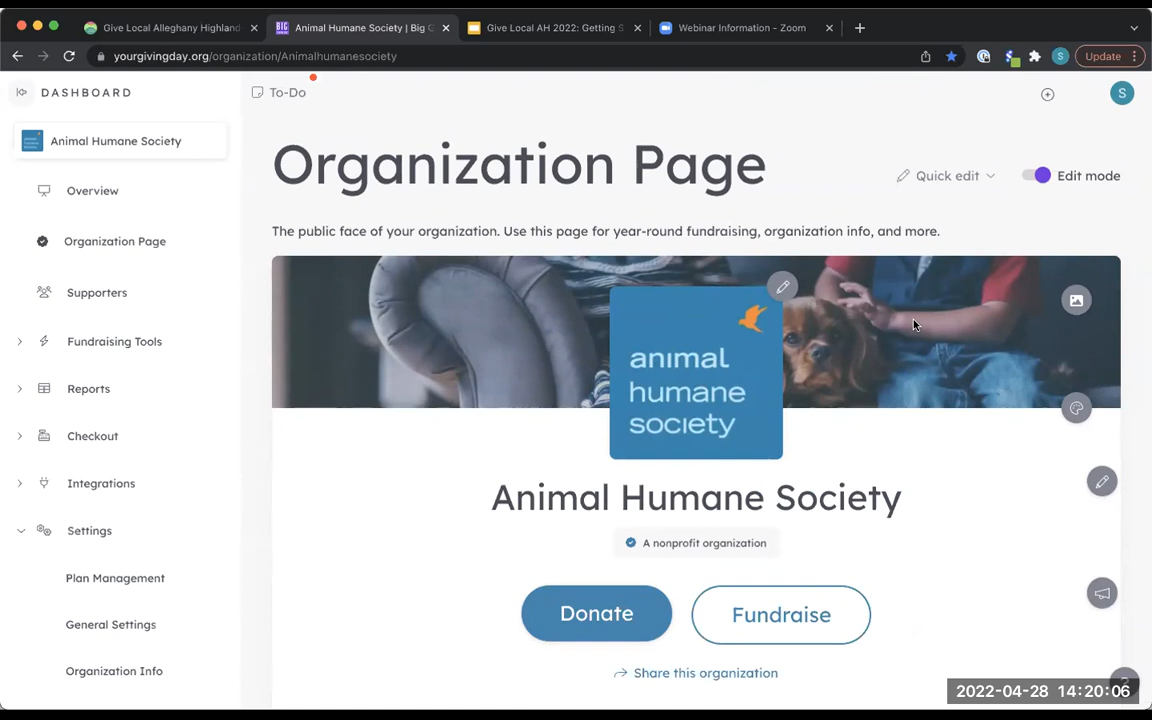 Give Local Alleghany Highland
Animal Humane Society | Big G
Give Local AH 2022: Getting S
Webinar Information - Zoom
yourgivingday.org/organization/Animalhumanesociety
Update
DASHBOARD
To-Do
S
Animal Humane Society
Overview
Organization Page
Supporters
Fundraising Tools
Reports
Checkout
Integrations
Settings
Plan Management
General Settings
Organization Info
Organization Page
Quick edit
Edit mode
The public face of your organization. Use this page for year-round fundraising, organization info, and more.
animal
humane
society
Animal Humane Society
A nonprofit organization
Donate
Fundraise
Share this organization
2022-04-28 14:20:06